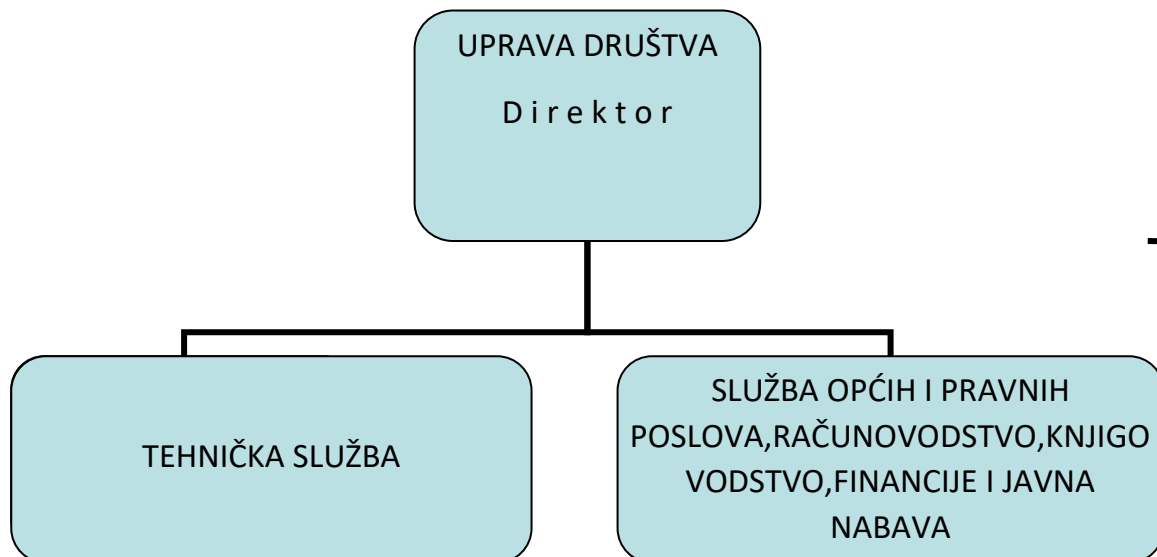 UPRAVA DRUŠTVA
D i r e k t o r
TEHNIČKA SLUŽBA
SLUŽBA OPĆIH I PRAVNIH
POSLOVA,RAČUNOVODSTVO,KNJIGO
VODSTVO,FINANCIJE I JAVNA
NABAVA